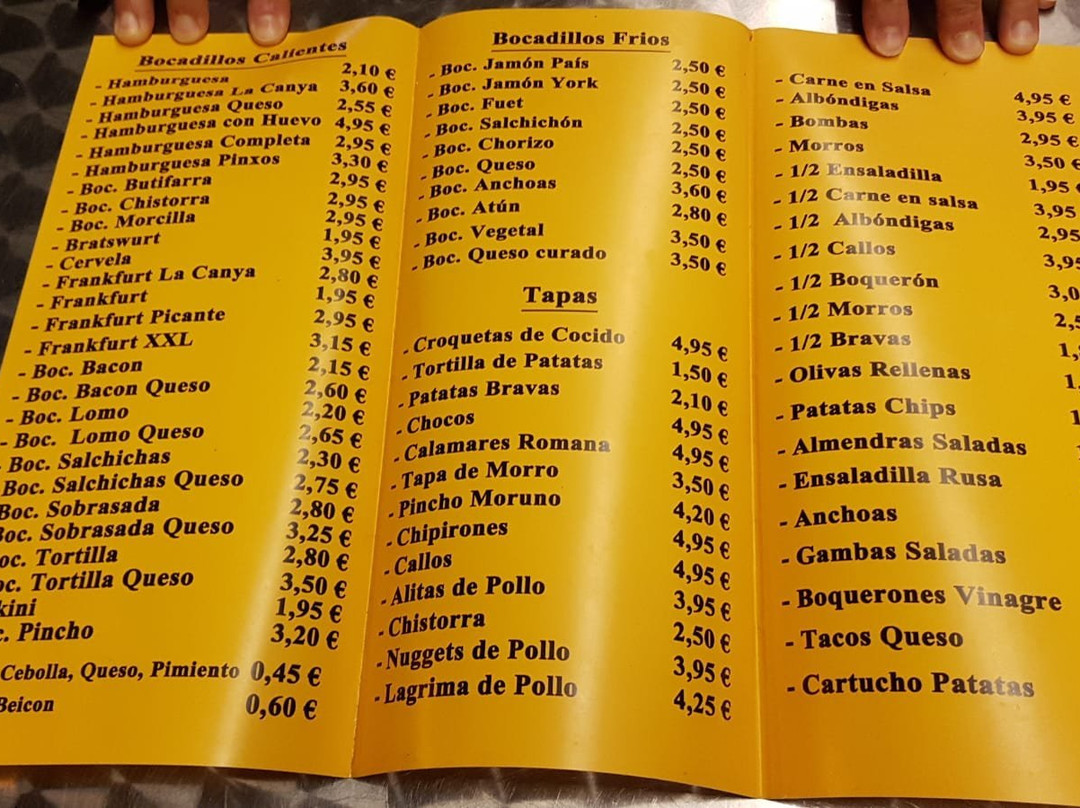 Bocadillos Calientes
- Hamburguesa 2,10 €
- Hamburguesa La Canya 3,60 €
- Hamburguesa Queso 2,55 €
- Hamburguesa con Huevo 4,95 €
- Hamburguesa Completa 2,95 €
- Hamburguesa Pinxos 3,30 €
- Boc. Butifarra 2,95 €
- Boc. Chistorra 2,95 €
- Boc. Morcilla 2,95 €
- Bratswurt 1,95 €
- Cervela 3,95 €
- Frankfurt La Canya 2,80 €
- Frankfurt 1,95 €
- Frankfurt Picante 2,95 €
- Frankfurt XXL 3,15 €
- Boc. Bacon 2,15 €
- Boc. Bacon Queso 2,60 €
- Boc. Lomo 2,20 €
- Boc. Lomo Queso 2,65 €
Boc. Salchichas 2,30 €
Boc. Salchichas Queso 2,75 €
Boc. Sobrasada 2,80 €
Boc. Sobrasada Queso 3,25 €
oc. Tortilla 2,80 €
oc. Tortilla Queso 3,50 €
kini 1,95 €
. Pincho 3,20 €
Cebolla, Queso, Pimiento 0,45 €
Beicon 0,60 €
Bocadillos Frios
- Boc. Jamón País 2,50 €
- Boc. Jamón York 2,50 €
- Boc. Fuet 2,50 €
- Boc. Salchichón 2,50 €
- Boc. Chorizo 2,50 €
- Boc. Queso 2,50 €
- Boc. Anchoas 3,60 €
- Boc. Atún 2,80 €
- Boc. Vegetal 3,50 €
- Boc. Queso curado 3,50 €
Tapas
- Croquetas de Cocido 4,95 €
- Tortilla de Patatas 1,50 €
- Patatas Bravas 2,10 €
- Chocos 4,95 €
- Calamares Romana 4,95 €
- Tapa de Morro 3,50 €
- Pincho Moruno 4,20 €
- Chipirones 4,95 €
- Callos 4,95 €
- Alitas de Pollo 3,95 €
- Chistorra 2,50 €
- Nuggets de Pollo 3,95 €
- Lagrima de Pollo 4,25 €
- Carne en Salsa 4,95 €
- Albóndigas 3,95 €
- Bombas 2,95 €
- Morros 3,50 €
- 1/2 Ensaladilla 1,95
- 1/2 Carne en salsa 3,95
- 1/2 Albóndigas 2,95
- 1/2 Callos 3,95
- 1/2 Boquerón 3,0
- 1/2 Morros 2,5
- 1/2 Bravas 1,
- Olivas Rellenas 1,
- Patatas Chips 1
- Almendras Saladas
- Ensaladilla Rusa
- Anchoas
- Gambas Saladas
- Boquerones Vinagre
- Tacos Queso
- Cartucho Patatas